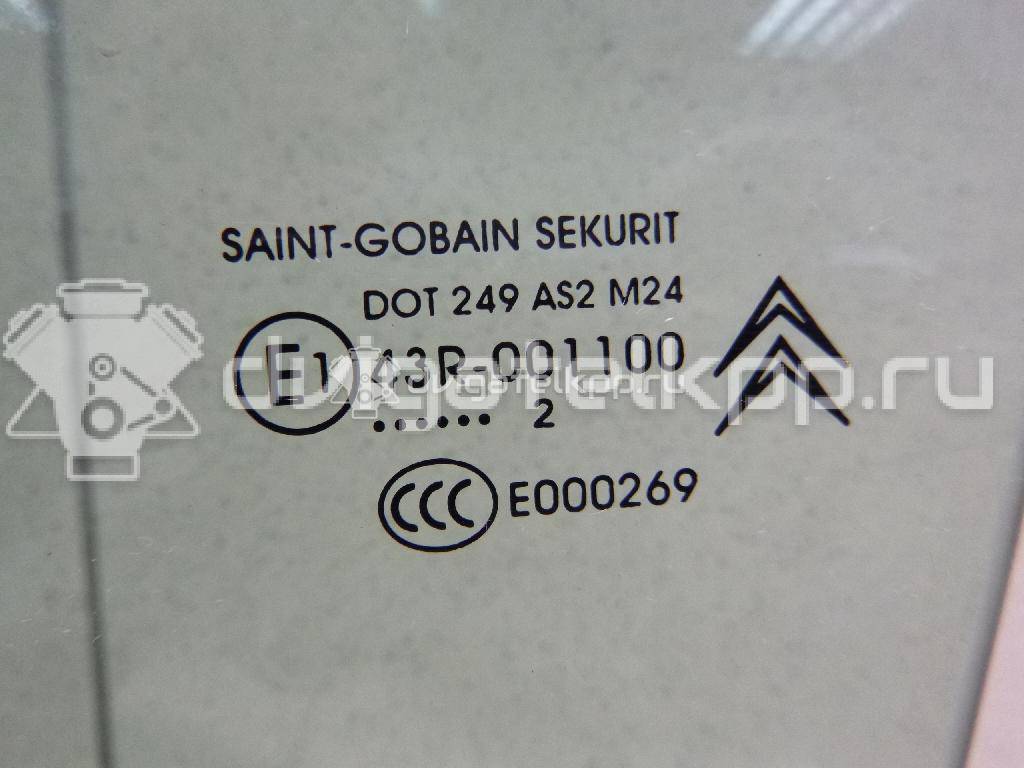 SAINT-GOBAIN SEKURIT
DOT 249 AS2 M24
E1 43R-001100
...... 2
CCC E000269
dvigatelkpp.ru